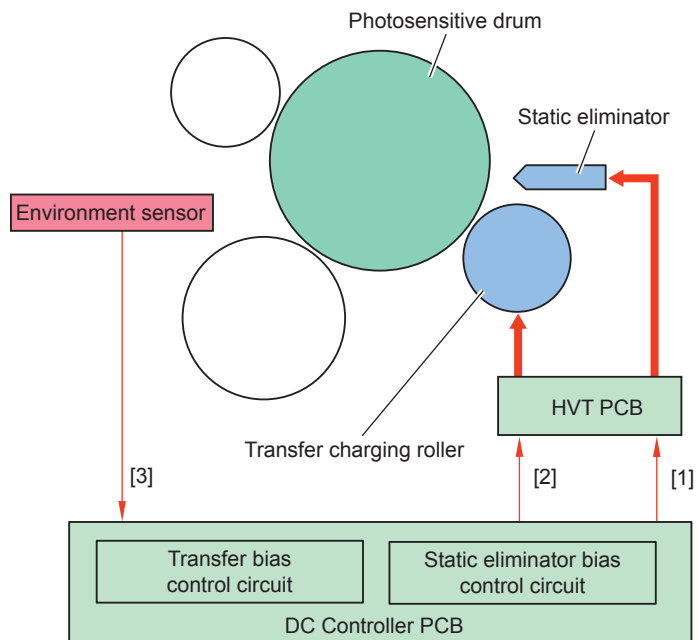 Photosensitive drum
Static eliminator
Environment sensor
HVT PCB
Transfer charging roller
[3]
[2]
[1]
Transfer bias
control circuit
Static eliminator bias
control circuit
DC Controller PCB